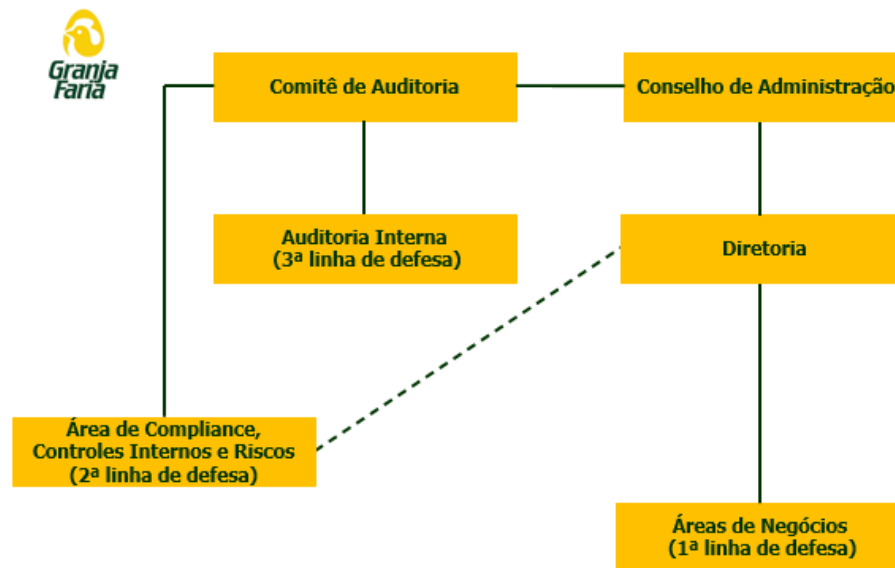 Granja
Faria
Comitê de Auditoria
Conselho de Administração
Auditoria Interna
(3ª linha de defesa)
Diretoria
Área de Compliance,
Controles Internos e Riscos
(2ª linha de defesa)
Áreas de Negócios
(1ª linha de defesa)